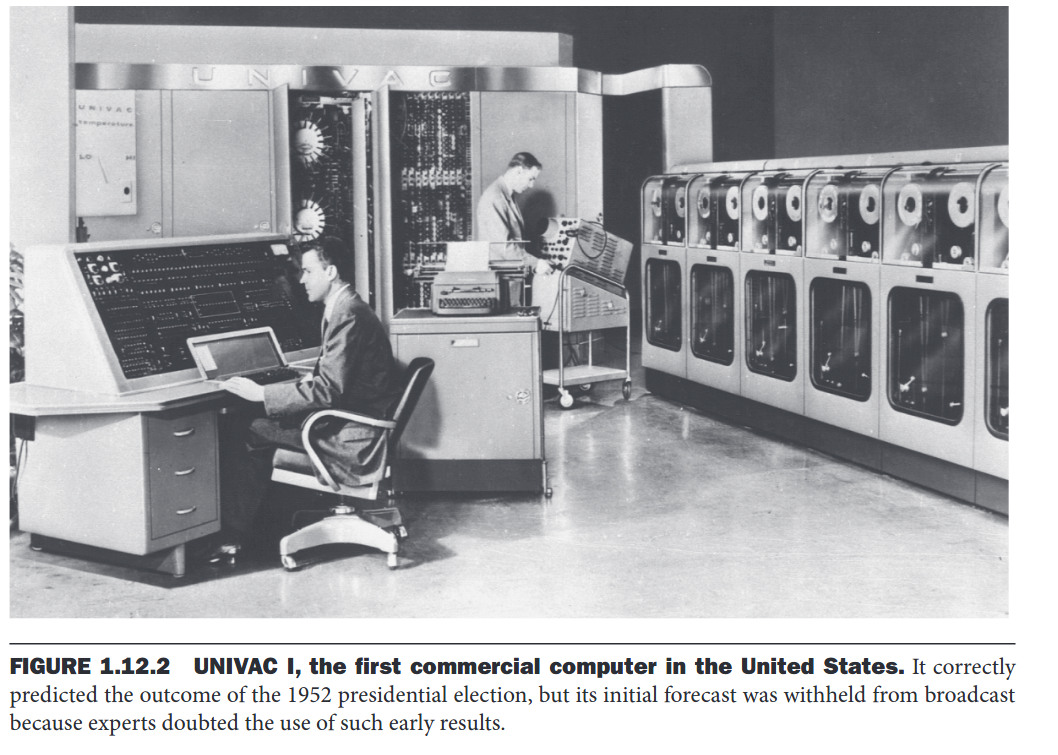 UNIVAC
UNIVAC
temperature
LO HI
FIGURE 1.12.2 UNIVAC I, the first commercial computer in the United States. It correctly
predicted the outcome of the 1952 presidential election, but its initial forecast was withheld from broadcast
because experts doubted the use of such early results.